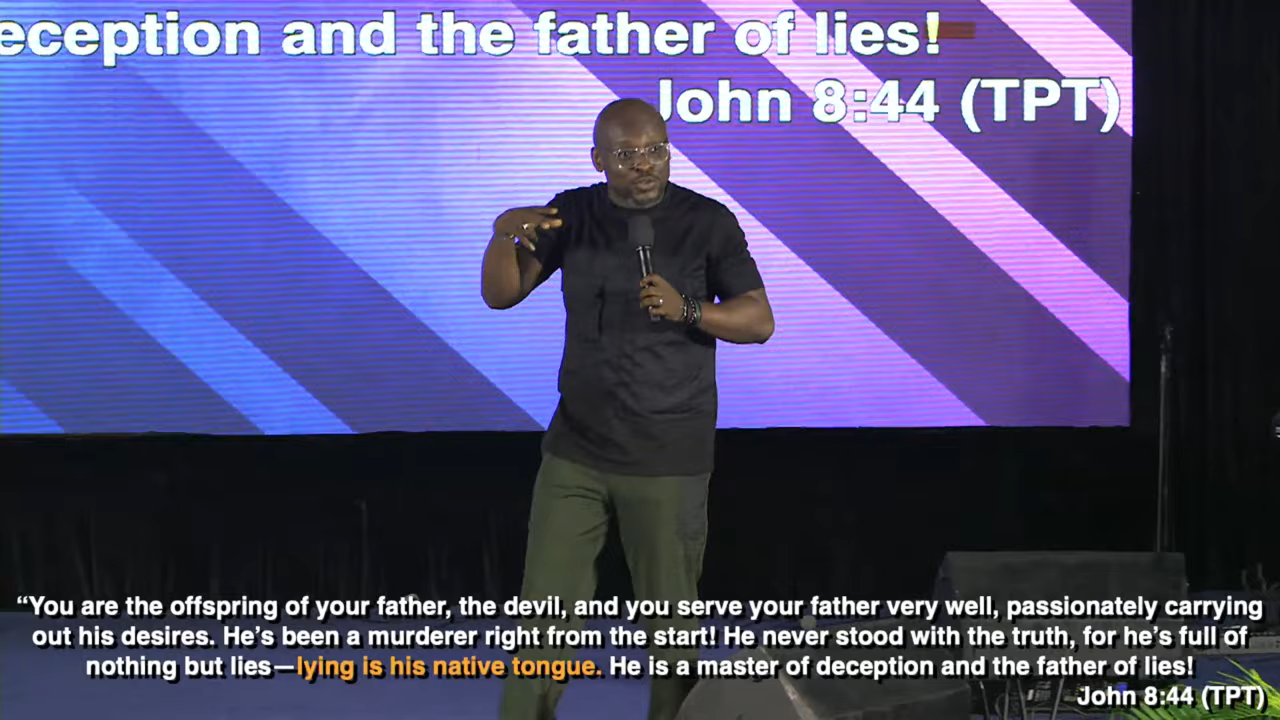 eception and the father of lies!
John 8:44 (TPT)
“You are the offspring of your father, the devil, and you serve your father very well, passionately carrying
out his desires. He’s been a murderer right from the start! He never stood with the truth, for he’s full of
nothing but lies—lying is his native tongue. He is a master of deception and the father of lies!
John 8:44 (TPT)